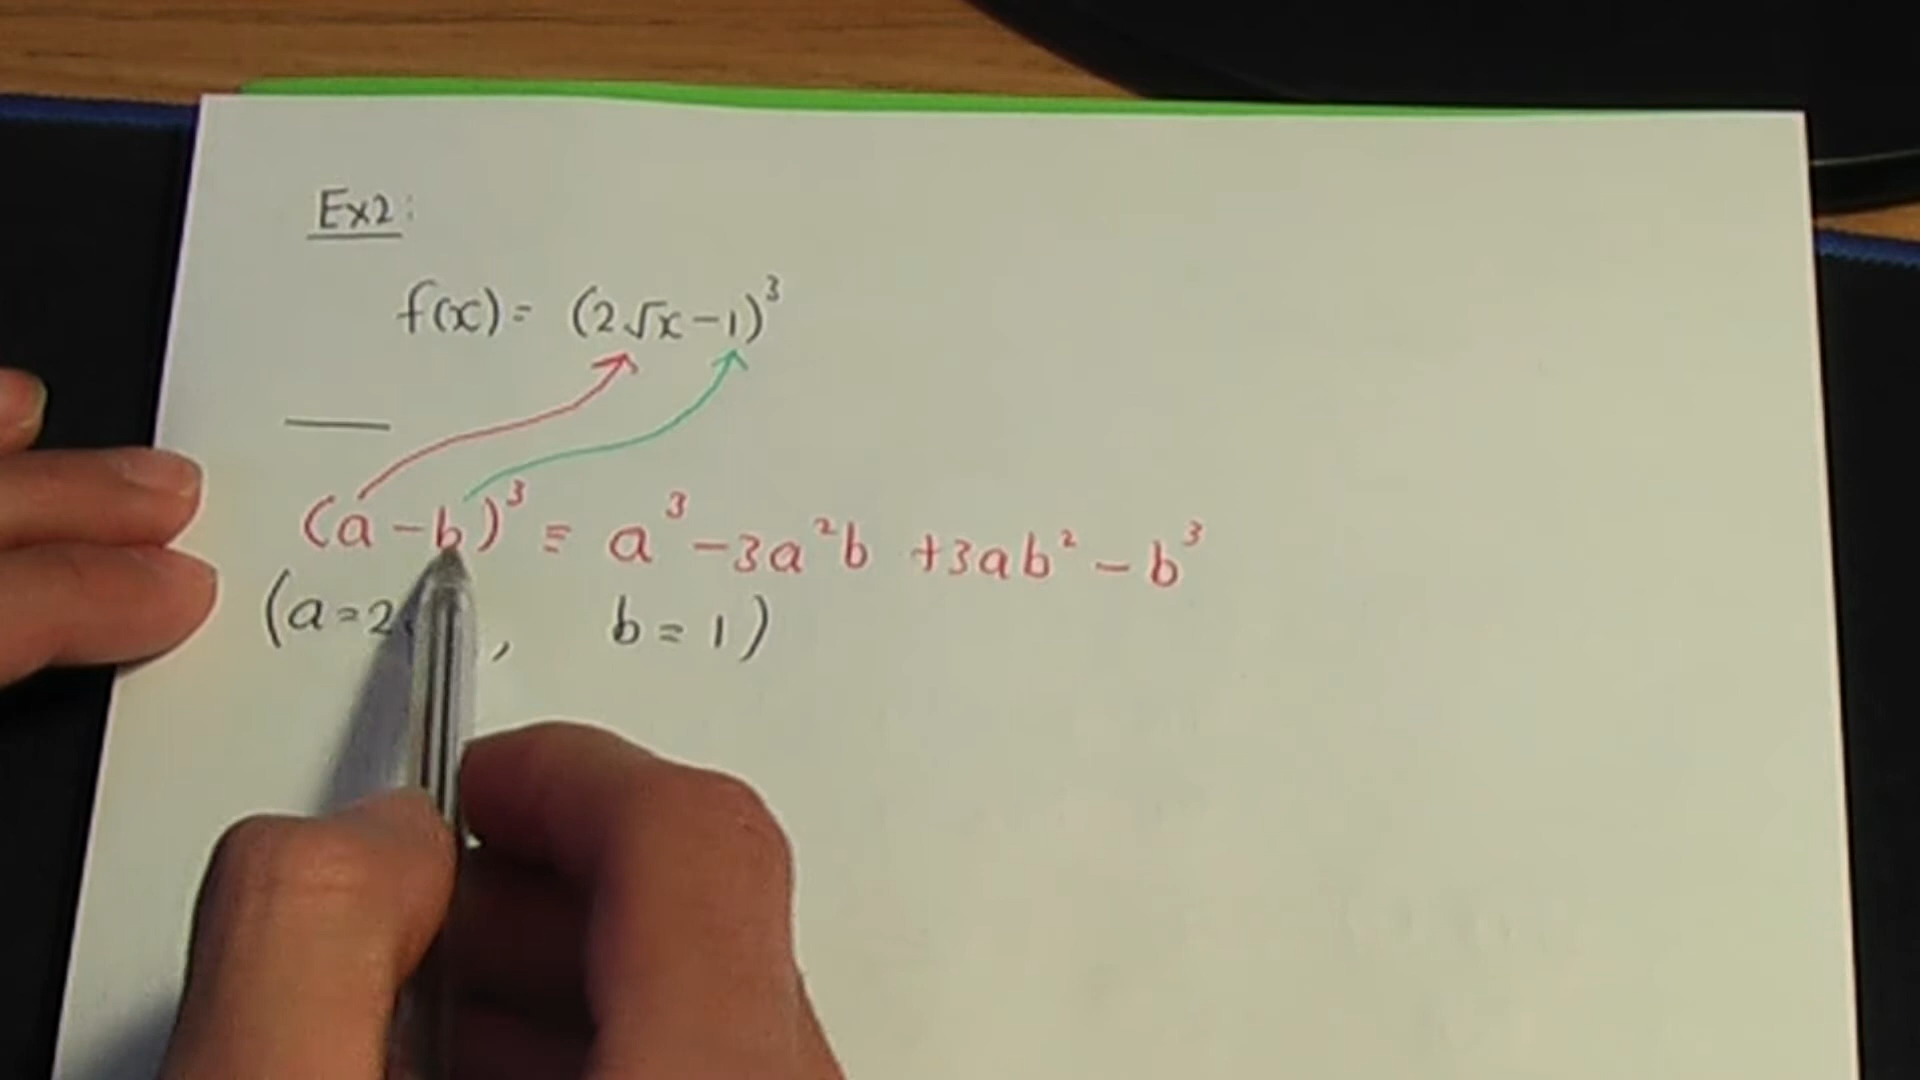 Ex2:
f(x) = (2√x - 1)³
(a - b)³ = a³ - 3a²b + 3ab² - b³
(a = 2 , b = 1)